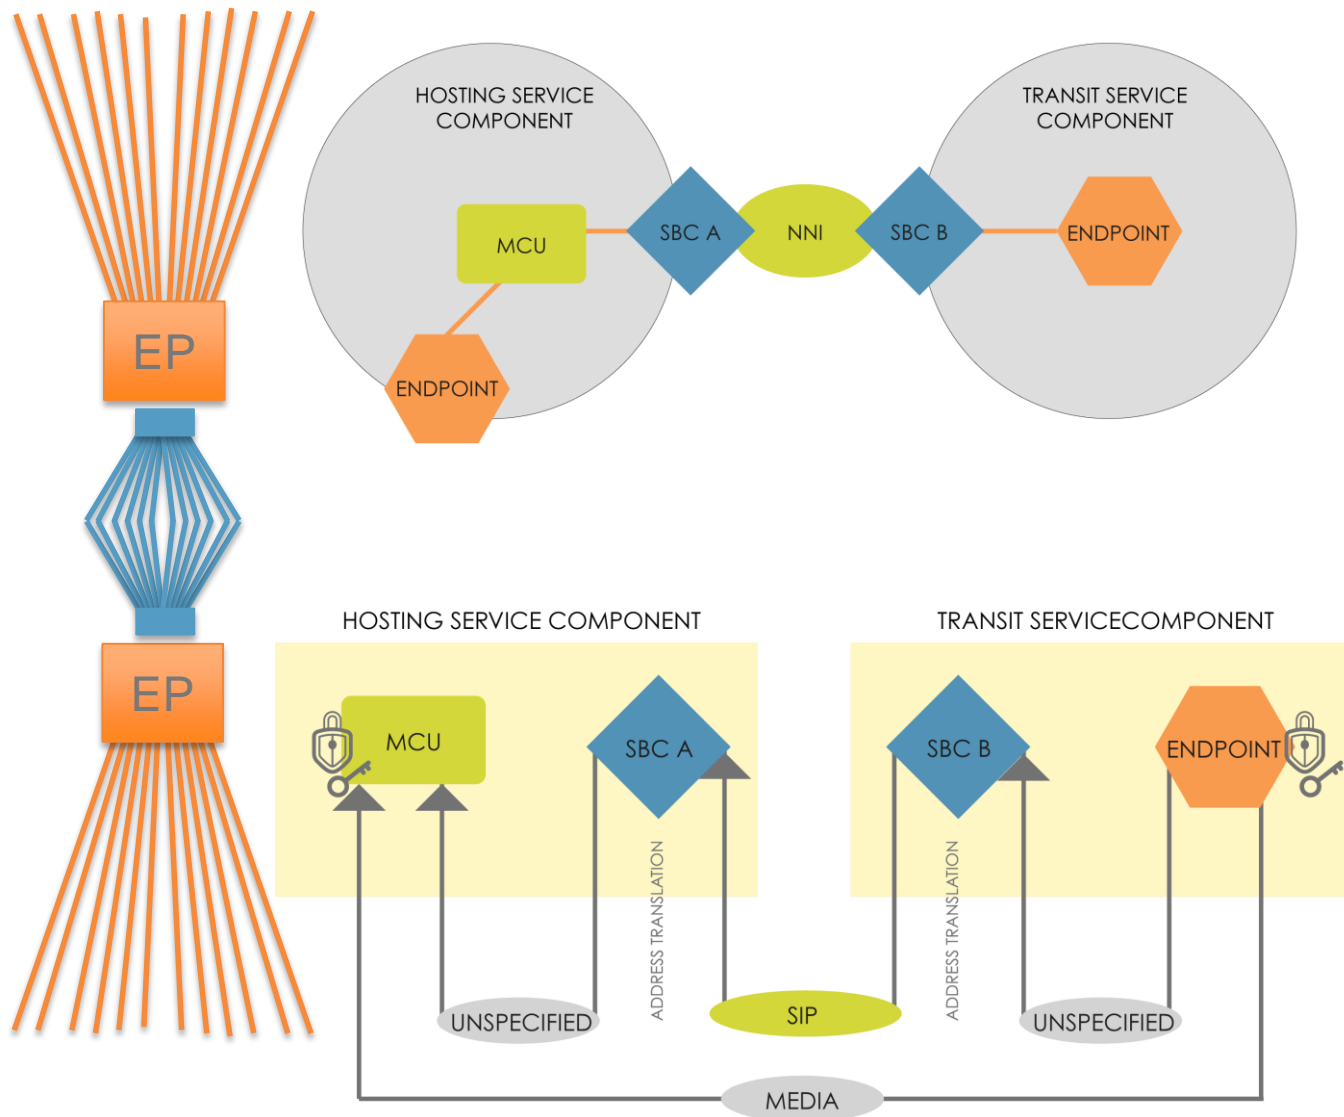 HOSTING SERVICE
COMPONENT
TRANSIT SERVICE
COMPONENT
MCU
SBC A
NNI
SBC B
ENDPOINT
ENDPOINT
EP
EP
HOSTING SERVICE COMPONENT
TRANSIT SERVICECOMPONENT
MCU
SBC A
SBC B
ENDPOINT
ADDRESS TRANSLATION
ADDRESS TRANSLATION
UNSPECIFIED
SIP
UNSPECIFIED
MEDIA